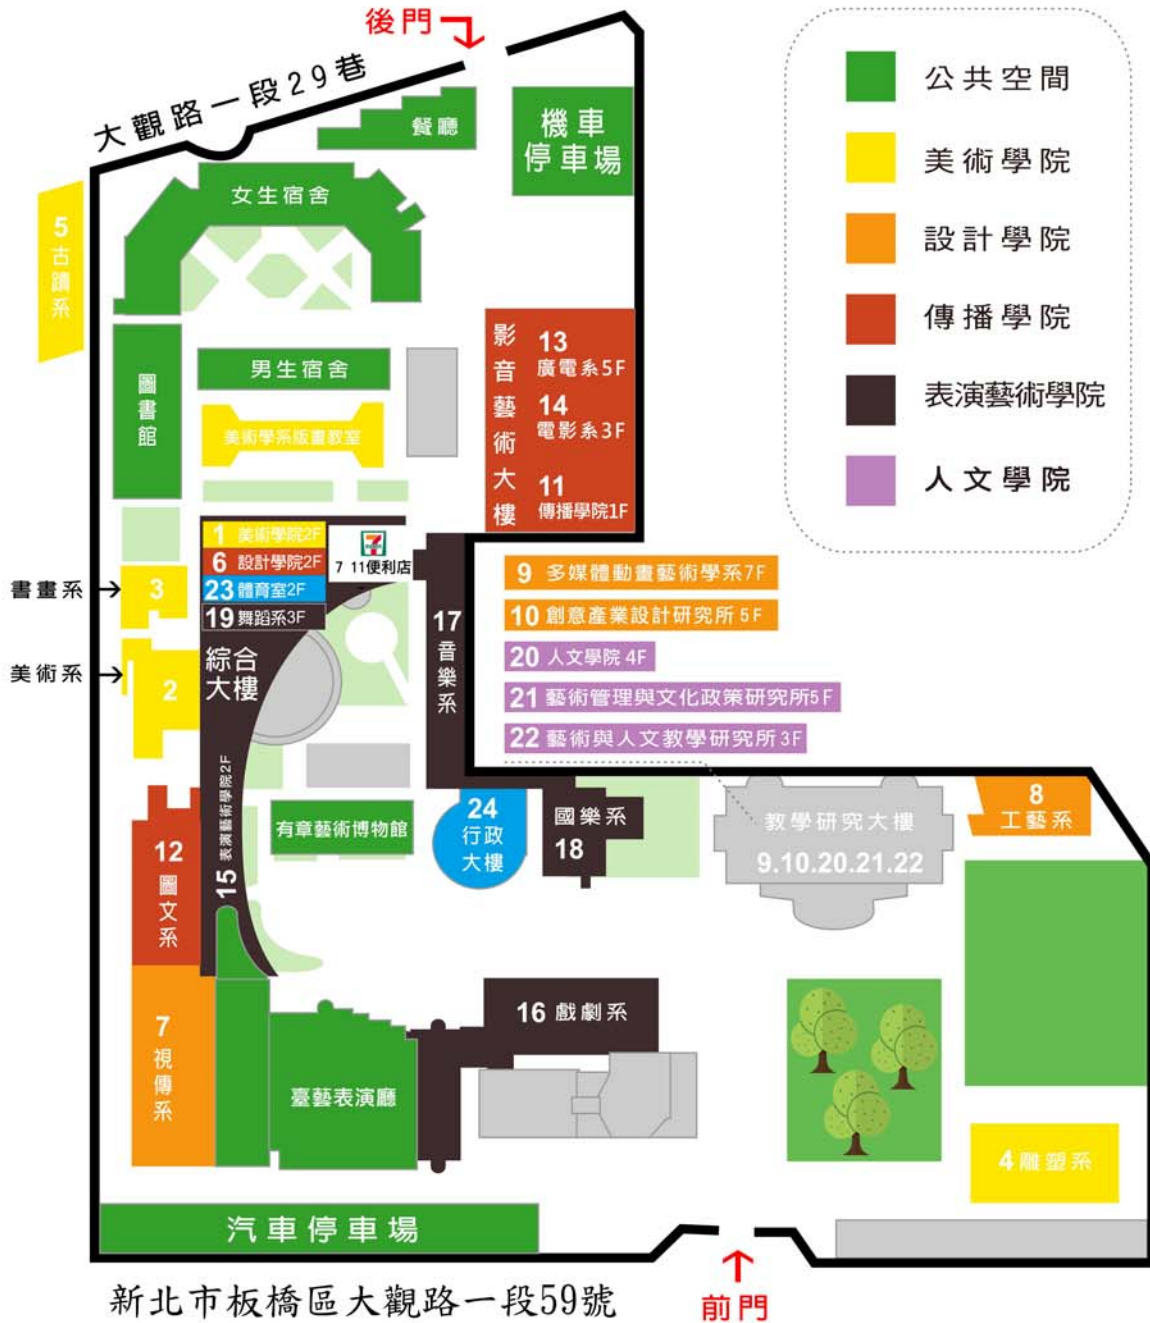 後門
大觀路一段29巷
餐廳
機車
停車場
女生宿舍
5 古蹟系
圖書館
男生宿舍
美術學系版畫教室
影音藝術大樓
13
廣電系5F
14
電影系3F
11
傳播學院1F
公共空間
美術學院
設計學院
傳播學院
表演藝術學院
人文學院
1 美術學院2F
6 設計學院2F
23 體育室2F
19 舞蹈系3F
7
7 11便利店
書畫系
3
美術系
2
綜合
大樓
17 音樂系
9 多媒體動畫藝術學系7F
10 創意產業設計研究所 5F
20 人文學院 4F
21 藝術管理與文化政策研究所5F
22 藝術與人文教學研究所 3F
15 表演藝術學院2F
有章藝術博物館
24
行政
大樓
國樂系
18
教學研究大樓
9.10.20.21.22
8
工藝系
12 圖文系
7 視傳系
16 戲劇系
臺藝表演廳
4 雕塑系
汽車停車場
新北市板橋區大觀路一段59號
前門